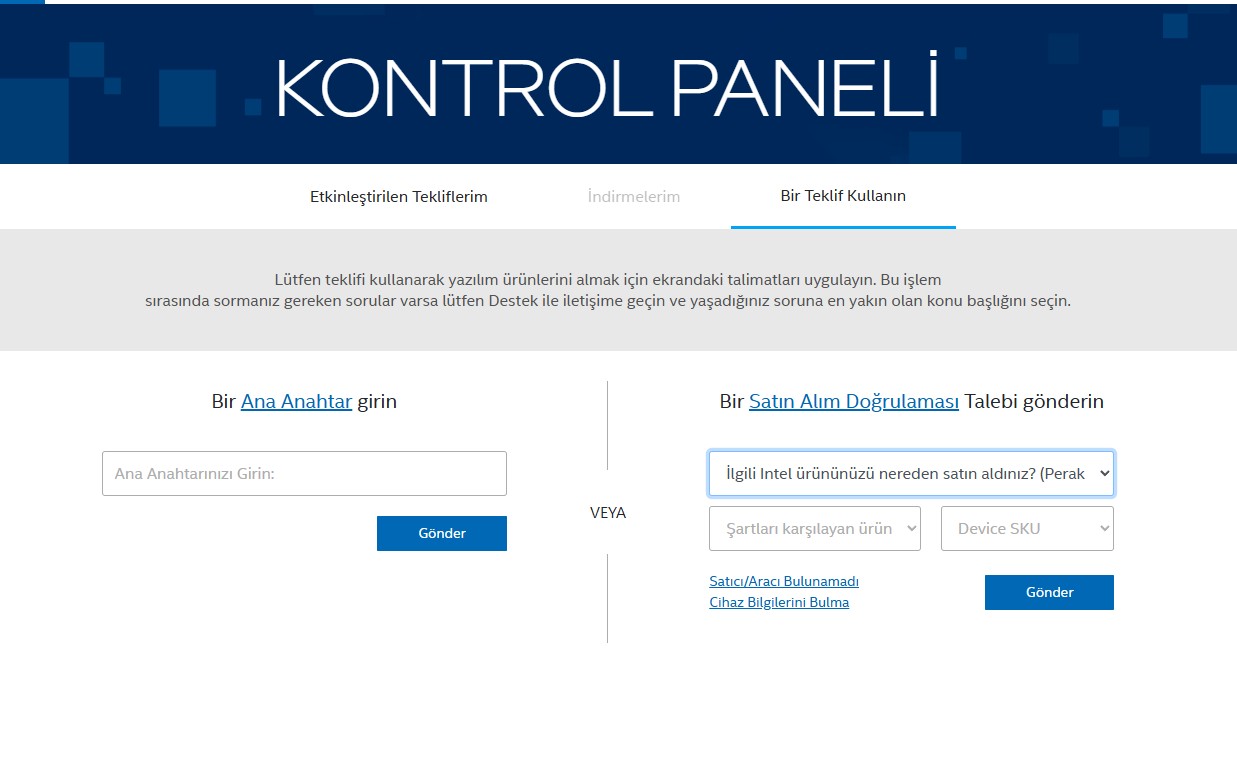 KONTROL PANELİ
Etkinleştirilen Tekliflerim
İndirmelerim
Bir Teklif Kullanın
Lütfen teklifi kullanarak yazılım ürünlerini almak için ekrandaki talimatları uygulayın. Bu işlem
sırasında sormanız gereken sorular varsa lütfen Destek ile iletişime geçin ve yaşadığınız soruna en yakın olan konu başlığını seçin.
Bir Ana Anahtar girin
Ana Anahtarınızı Girin:
Gönder
VEYA
Bir Satın Alım Doğrulaması Talebi gönderin
İlgili Intel ürününüzü nereden satın aldınız? (Perak
Şartları karşılayan ürün
Device SKU
Satıcı/Aracı Bulunamadı
Cihaz Bilgilerini Bulma
Gönder